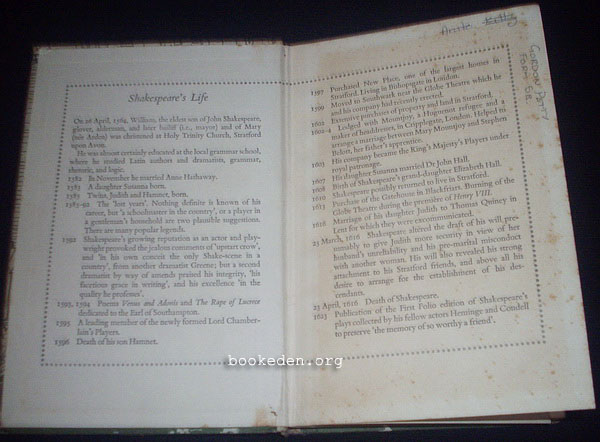 Shakespeare's Life
On 26 April, 1564, William, the eldest son of John Shakespeare,
glover, alderman, and later bailiff (i.e., mayor) and of Mary
(née Arden) was christened at Holy Trinity Church, Stratford
upon Avon.
He was almost certainly educated at the local grammar school,
where he studied Latin authors and dramatists, grammar,
rhetoric, and logic.
1582 In November he married Anne Hathaway.
1583 A daughter Susanna born.
1585 Twins, Judith and Hamnet, born.
1585-92 The 'lost years'. Nothing definite is known of his
career, but 'a schoolmaster in the country', or a player in
a gentleman's household are two plausible suggestions.
There are many popular legends.
1592 Shakespeare's growing reputation as an actor and play-
wright provoked the jealous comments of 'upstart crow',
and 'in his own conceit the only Shake-scene in a
country', from another dramatist Greene; but a second
dramatist by way of amends praised his integrity, 'his
facetious grace in writing', and his excellence 'in the
quality he professes'.
1593, 1594 Poems Venus and Adonis and The Rape of Lucrece
dedicated to the Earl of Southampton.
1595 A leading member of the newly formed Lord Chamber-
lain's Players.
1596 Death of his son Hamnet.
GORDON
FORM 5B.
1597 Purchased New Place, one of the largest homes in
Stratford. Living in Bishopgate in London.
1599 Moved to Southwark near the Globe Theatre which he
and his company had recently erected.
1602 Extensive purchases of property and land in Stratford.
1602-4 Lodged with Mountjoy, a Huguenot refugee and a
maker of headdresses, in Cripplegate, London. Helped to
arrange a marriage between Mary Mountjoy and Stephen
Belott, her father's apprentice.
1603 His company became the King's Majesty's Players under
royal patronage.
1607 His daughter Susanna married Dr John Hall.
1608 Birth of Shakespeare's grand-daughter Elizabeth Hall.
1610 Shakespeare possibly returned to live in Stratford.
1613 Purchase of the Gatehouse in Blackfriars. Burning of the
Globe Theatre during the première of Henry VIII.
1616 Marriage of his daughter Judith to Thomas Quiney in
Lent for which they were excommunicated.
25 March, 1616 Shakespeare altered the draft of his will pres-
umably to give Judith more security in view of her
husband's unreliability and his pre-marital misconduct
with another woman. His will also revealed his strong
attachment to his Stratford friends, and above all his
desire to arrange for the establishment of his des-
cendants.
23 April, 1616 Death of Shakespeare.
1623 Publication of the First Folio edition of Shakespeare's
plays collected by his fellow actors Heminge and Condell
to preserve 'the memory of so worthy a friend'.
bookeden.org